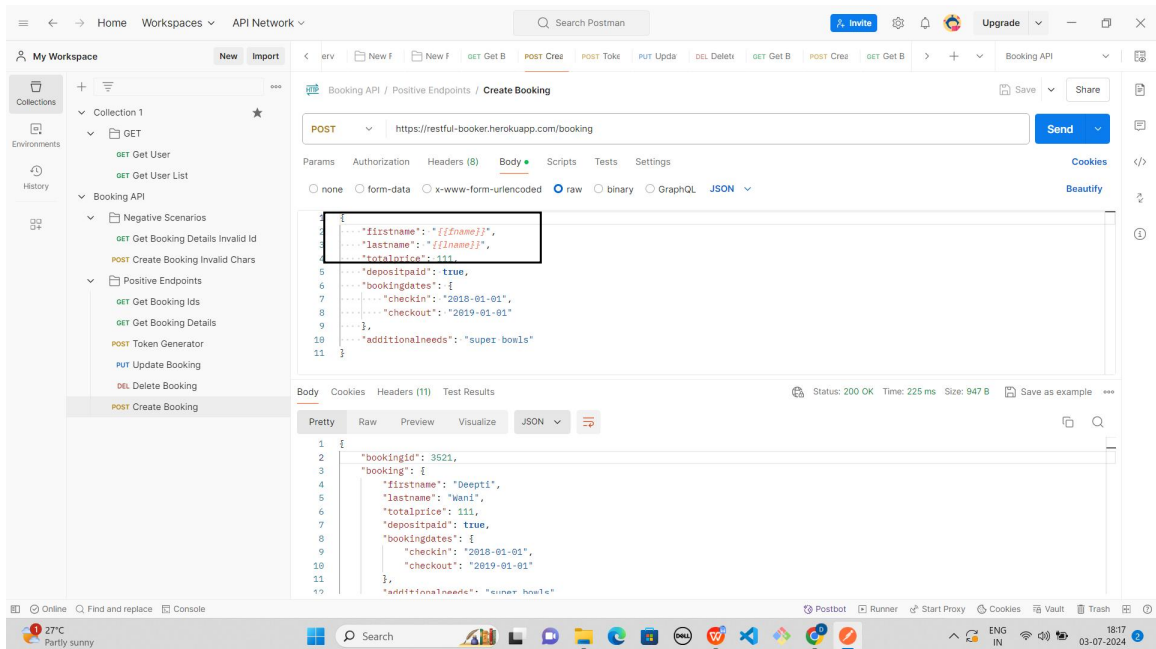 Home Workspaces API Network Search Postman Invite Upgrade
My Workspace New Import erv New F New F GET Get B POST Crea POST Toke PUT Updat DEL Delete GET Get B POST Crea GET Get B Booking API
Collections
Environments
History
Collection 1
GET
GET Get User
GET Get User List
Booking API
Negative Scenarios
GET Get Booking Details Invalid Id
POST Create Booking Invalid Chars
Positive Endpoints
GET Get Booking Ids
GET Get Booking Details
POST Token Generator
PUT Update Booking
DEL Delete Booking
POST Create Booking
HTTP Booking API / Positive Endpoints / Create Booking Save Share
POST https://restful-booker.herokuapp.com/booking Send
Params Authorization Headers (8) Body Scripts Tests Settings Cookies
none form-data x-www-form-urlencoded raw binary GraphQL JSON Beautify
1 {
2 "firstname": "{{fname}}",
3 "lastname": "{{lname}}",
4 "totalprice": 111,
5 "depositpaid": true,
6 "bookingdates": {
7 "checkin": "2018-01-01",
8 "checkout": "2019-01-01"
9 },
10 "additionalneeds": "super bowls"
11 }
Body Cookies Headers (11) Test Results Status: 200 OK Time: 225 ms Size: 947 B Save as example
Pretty Raw Preview Visualize JSON
1 {
2 "bookingid": 3521,
3 "booking": {
4 "firstname": "Deepti",
5 "lastname": "Wani",
6 "totalprice": 111,
7 "depositpaid": true,
8 "bookingdates": {
9 "checkin": "2018-01-01",
10 "checkout": "2019-01-01"
11 },
12 "additionalneeds": "super bowls"
Online Find and replace Console Postbot Runner Start Proxy Cookies Vault Trash
27°C
Partly sunny
Search
DELL
ENG
IN
18:17
03-07-2024